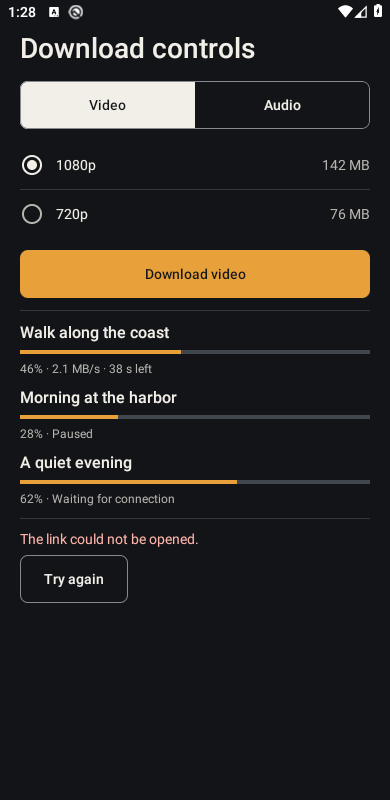 1:28
Download controls
Video
Audio
1080p 142 MB
720p 76 MB
Download video
Walk along the coast
46% · 2.1 MB/s · 38 s left
Morning at the harbor
28% · Paused
A quiet evening
62% · Waiting for connection
The link could not be opened.
Try again